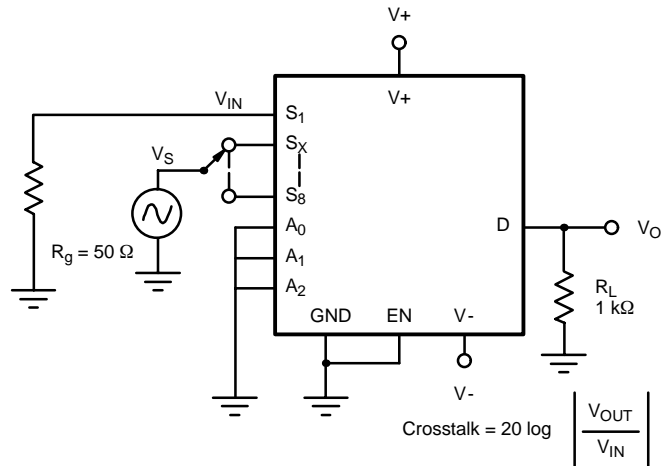 V+
V+
VIN
S1
VS
SX
S8
A0
D
VO
Rg = 50 Ω
A1
A2
RL
1 kΩ
GND EN V-
V-
Crosstalk = 20 log | VOUT
VIN |